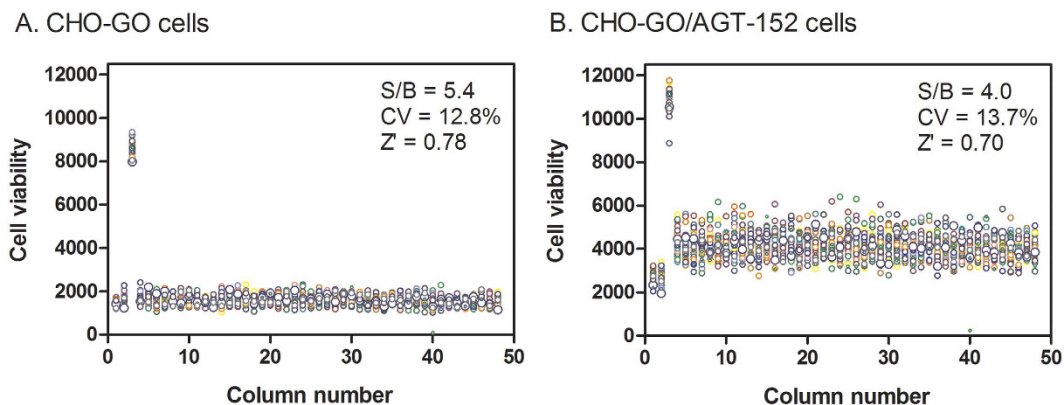 A. CHO-GO cells
12000
10000
8000
6000
4000
2000
0
Cell viability
S/B = 5.4
CV = 12.8%
Z' = 0.78
0 10 20 30 40 50
Column number
B. CHO-GO/AGT-152 cells
12000
10000
8000
6000
4000
2000
0
Cell viability
S/B = 4.0
CV = 13.7%
Z' = 0.70
0 10 20 30 40 50
Column number